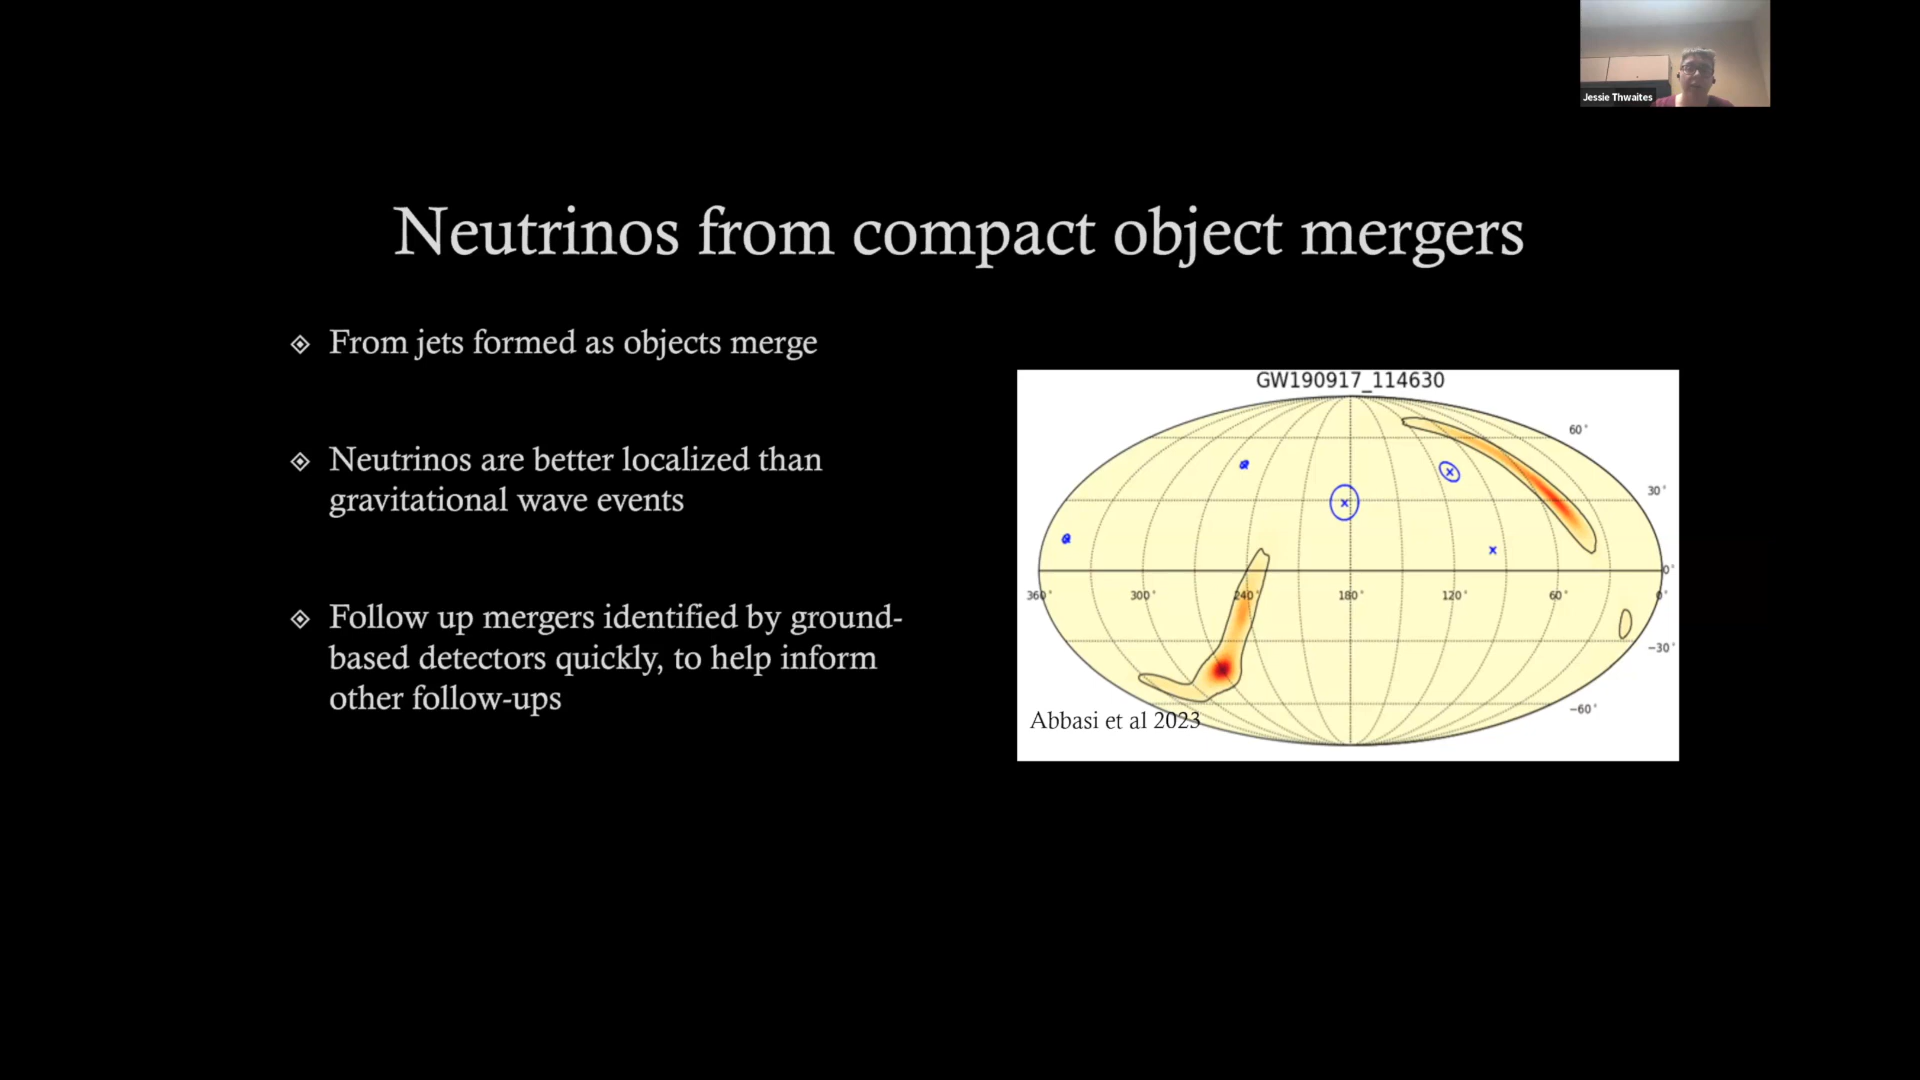 Jessie Thwaites
Neutrinos from compact object mergers
From jets formed as objects merge
Neutrinos are better localized than
gravitational wave events
Follow up mergers identified by ground-
based detectors quickly, to help inform
other follow-ups
GW190917_114630
60°
30°
0°
360° 300° 240° 180° 120° 60° 0°
−30°
−60°
Abbasi et al 2023